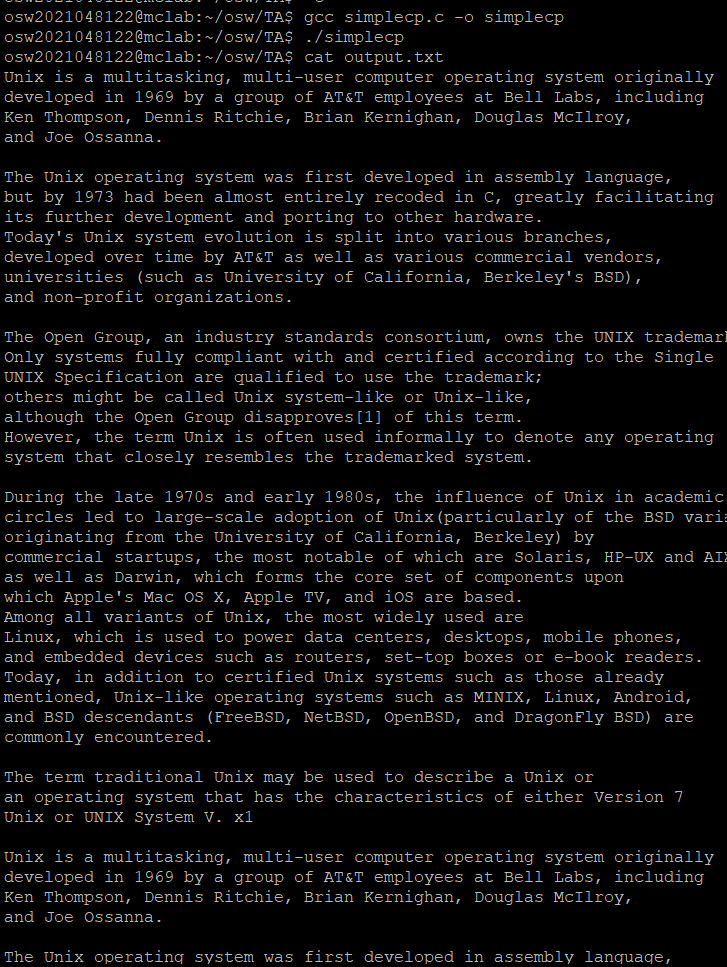 osw2021048122@mclab:~/osw/TA$ gcc simplecp.c -o simplecp
osw2021048122@mclab:~/osw/TA$ ./simplecp
osw2021048122@mclab:~/osw/TA$ cat output.txt
Unix is a multitasking, multi-user computer operating system originally
developed in 1969 by a group of AT&T employees at Bell Labs, including
Ken Thompson, Dennis Ritchie, Brian Kernighan, Douglas McIlroy,
and Joe Ossanna.
The Unix operating system was first developed in assembly language,
but by 1973 had been almost entirely recoded in C, greatly facilitating
its further development and porting to other hardware.
Today's Unix system evolution is split into various branches,
developed over time by AT&T as well as various commercial vendors,
universities (such as University of California, Berkeley's BSD),
and non-profit organizations.
The Open Group, an industry standards consortium, owns the UNIX trademark
Only systems fully compliant with and certified according to the Single
UNIX Specification are qualified to use the trademark;
others might be called Unix system-like or Unix-like,
although the Open Group disapproves[1] of this term.
However, the term Unix is often used informally to denote any operating
system that closely resembles the trademarked system.
During the late 1970s and early 1980s, the influence of Unix in academic
circles led to large-scale adoption of Unix(particularly of the BSD
originating from the University of California, Berkeley) by
commercial startups, the most notable of which are Solaris, HP-UX and AIX
as well as Darwin, which forms the core set of components upon
which Apple's Mac OS X, Apple TV, and iOS are based.
Among all variants of Unix, the most widely used are
Linux, which is used to power data centers, desktops, mobile phones,
and embedded devices such as routers, set-top boxes or e-book readers.
Today, in addition to certified Unix systems such as those already
mentioned, Unix-like operating systems such as MINIX, Linux, Android,
and BSD descendants (FreeBSD, NetBSD, OpenBSD, and DragonFly BSD) are
commonly encountered.
The term traditional Unix may be used to describe a Unix or
an operating system that has the characteristics of either Version 7
Unix or UNIX System V. x1
Unix is a multitasking, multi-user computer operating system originally
developed in 1969 by a group of AT&T employees at Bell Labs, including
Ken Thompson, Dennis Ritchie, Brian Kernighan, Douglas McIlroy,
and Joe Ossanna.
The Unix operating system was first developed in assembly language,